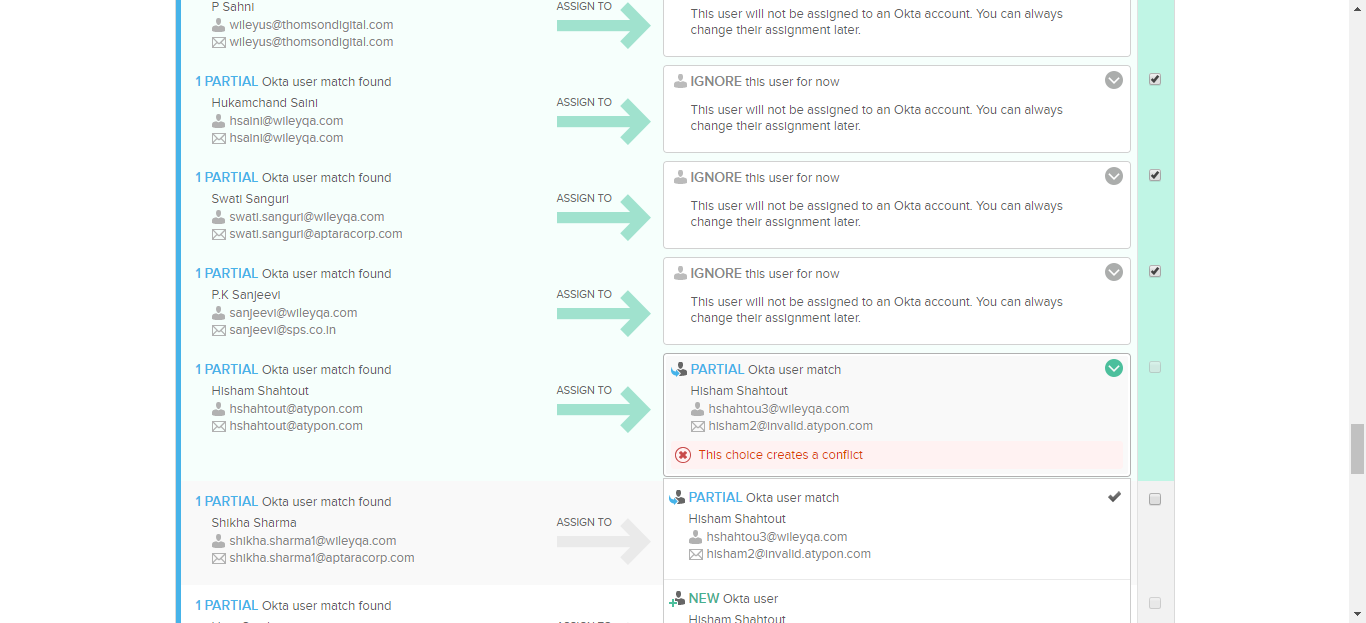 P Sahni
wileyus@thomsondigital.com
wileyus@thomsondigital.com
ASSIGN TO
This user will not be assigned to an Okta account. You can always
change their assignment later.
1 PARTIAL Okta user match found
Hukamchand Saini
hsaini@wileyqa.com
hsaini@wileyqa.com
ASSIGN TO
IGNORE this user for now
This user will not be assigned to an Okta account. You can always
change their assignment later.
1 PARTIAL Okta user match found
Swati Sanguri
swati.sanguri@wileyqa.com
swati.sanguri@aptaracorp.com
ASSIGN TO
IGNORE this user for now
This user will not be assigned to an Okta account. You can always
change their assignment later.
1 PARTIAL Okta user match found
P.K Sanjeevi
sanjeevi@wileyqa.com
sanjeevi@sps.co.in
ASSIGN TO
IGNORE this user for now
This user will not be assigned to an Okta account. You can always
change their assignment later.
1 PARTIAL Okta user match found
Hisham Shahtout
hshahtout@atypon.com
hshahtout@atypon.com
ASSIGN TO
PARTIAL Okta user match
Hisham Shahtout
hshahtou3@wileyqa.com
hisham2@invalid.atypon.com
This choice creates a conflict
1 PARTIAL Okta user match found
Shikha Sharma
shikha.sharma1@wileyqa.com
shikha.sharma1@aptaracorp.com
ASSIGN TO
PARTIAL Okta user match
Hisham Shahtout
hshahtou3@wileyqa.com
hisham2@invalid.atypon.com
1 PARTIAL Okta user match found
NEW Okta user
Hisham Shahtout